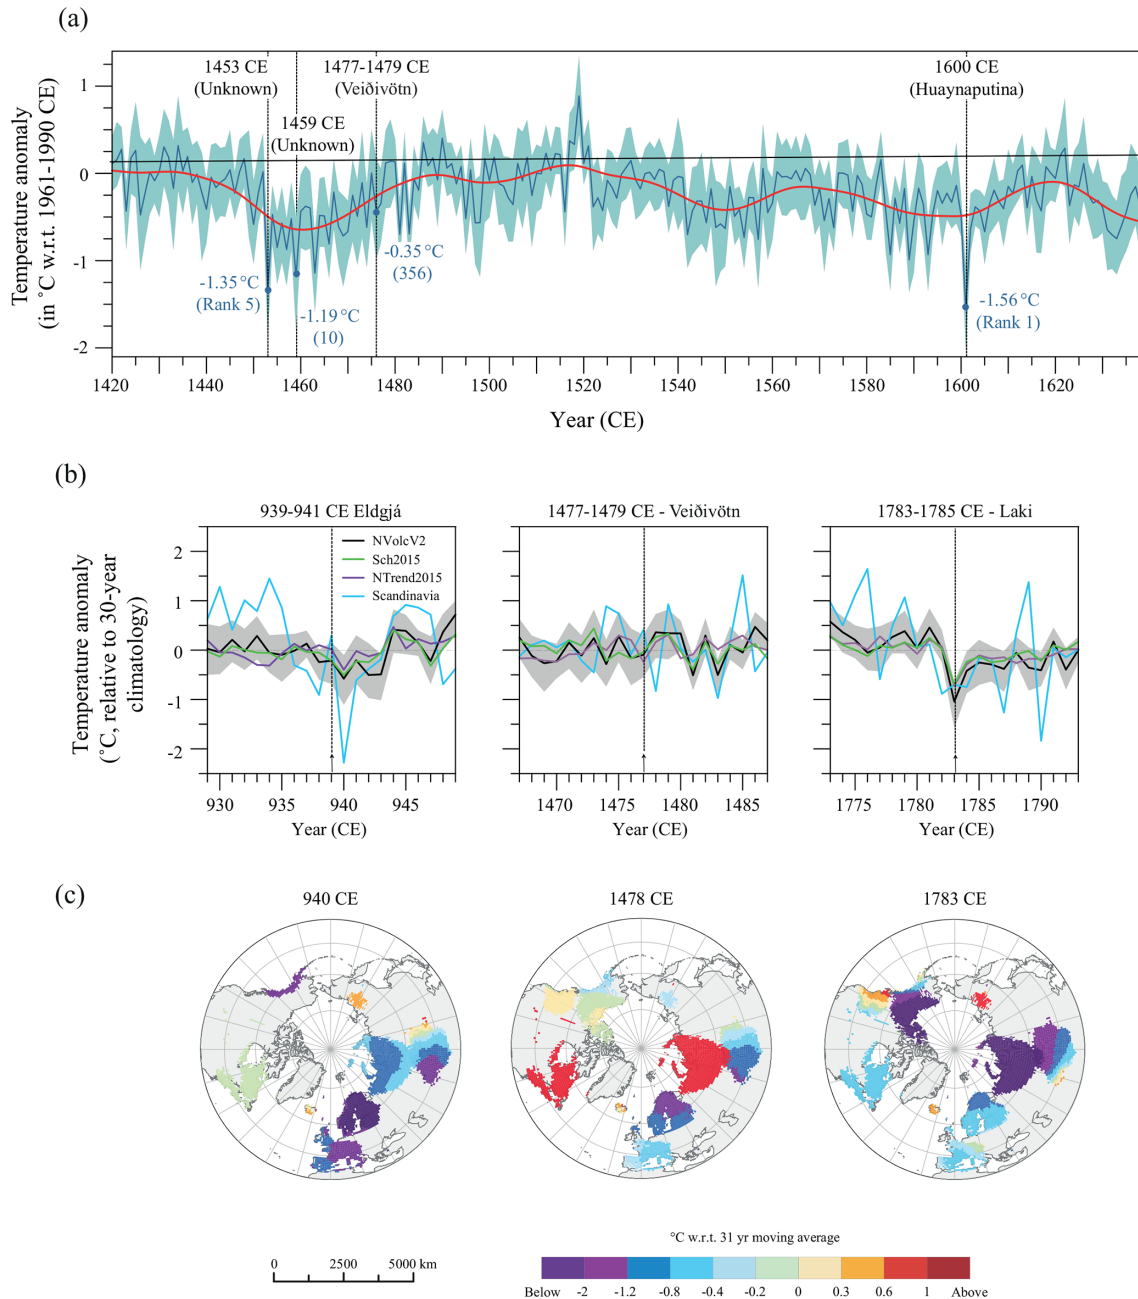 (a)
1453 CE
(Unknown)
1477-1479 CE
(Veiðivötn)
1600 CE
(Huaynaputina)
1459 CE
(Unknown)
-1.35 °C
(Rank 5)
-1.19 °C
(10)
-0.35 °C
(356)
-1.56 °C
(Rank 1)
Temperature anomaly
(in ˚C w.r.t. 1961-1990 CE)
1
0
-1
-2
1420 1440 1460 1480 1500 1520 1540 1560 1580 1600 1620
Year (CE)
(b)
939-941 CE Eldgjá
1477-1479 CE - Veiðivötn
1783-1785 CE - Laki
NVolcV2
Sch2015
NTrend2015
Scandinavia
Temperature anomaly
(˚C, relative to 30-year
climatology)
2
1
0
-1
-2
930 935 940 945
1470 1475 1480 1485
1775 1780 1785 1790
Year (CE)
Year (CE)
Year (CE)
(c)
940 CE
1478 CE
1783 CE
°C w.r.t. 31 yr moving average
0 2500 5000 km
Below -2 -1.2 -0.8 -0.4 -0.2 0 0.3 0.6 1 Above